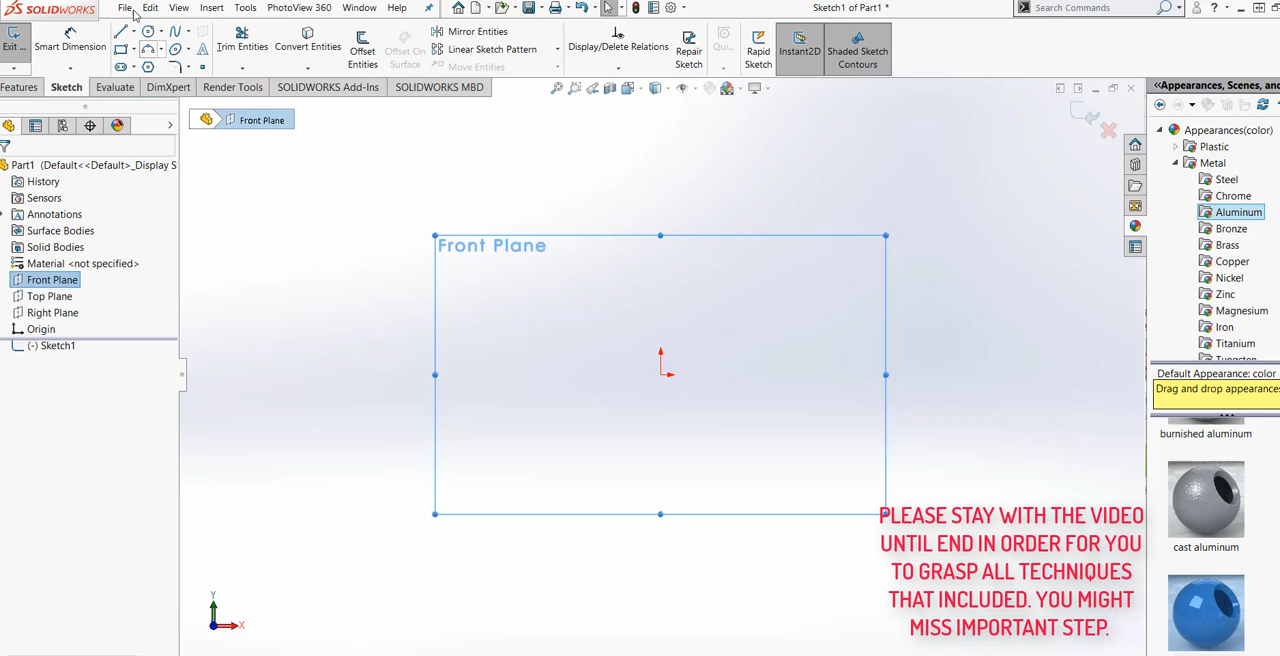 SOLIDWORKS File Edit View Insert Tools PhotoView 360 Window Help Sketch1 of Part1 * Search Commands ?
Exit ... Smart Dimension Trim Entities Convert Entities Offset Entities Offset On Surface Mirror Entities Linear Sketch Pattern Move Entities Display/Delete Relations Repair Sketch Qui... Rapid Sketch Instant2D Shaded Sketch Contours
Features Sketch Evaluate DimXpert Render Tools SOLIDWORKS Add-Ins SOLIDWORKS MBD
Front Plane
Part1 (Default<<Default>_Display S
History
Sensors
Annotations
Surface Bodies
Solid Bodies
Material <not specified>
Front Plane
Top Plane
Right Plane
Origin
(-) Sketch1
Front Plane
Y
X
PLEASE STAY WITH THE VIDEO
UNTIL END IN ORDER FOR YOU
TO GRASP ALL TECHNIQUES
THAT INCLUDED. YOU MIGHT
MISS IMPORTANT STEP.
Appearances, Scenes, and
Appearances(color)
Plastic
Metal
Steel
Chrome
Aluminum
Bronze
Brass
Copper
Nickel
Zinc
Magnesium
Iron
Titanium
Tungsten
Default Appearance: color
Drag and drop appearances
burnished aluminum
cast aluminum